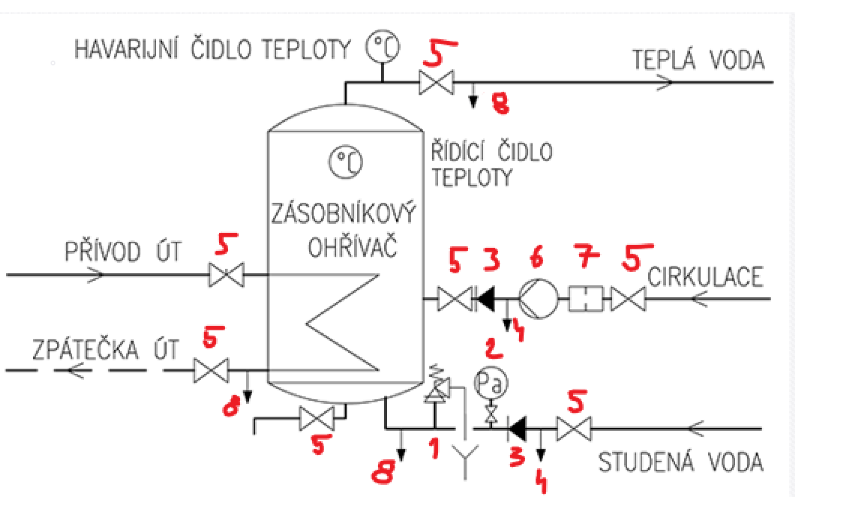 HAVARIJNÍ ČIDLO TEPLOTY °C 5
TEPLÁ VODA
8
°C
ŘÍDÍCÍ ČIDLO
TEPLOTY
ZÁSOBNÍKOVÝ
OHŘÍVAČ
PŘÍVOD ÚT 5
5 3 6 7 5
CIRKULACE
4
ZPÁTEČKA ÚT 5
8
5
2
Pa
5
8 1 3 4
STUDENÁ VODA